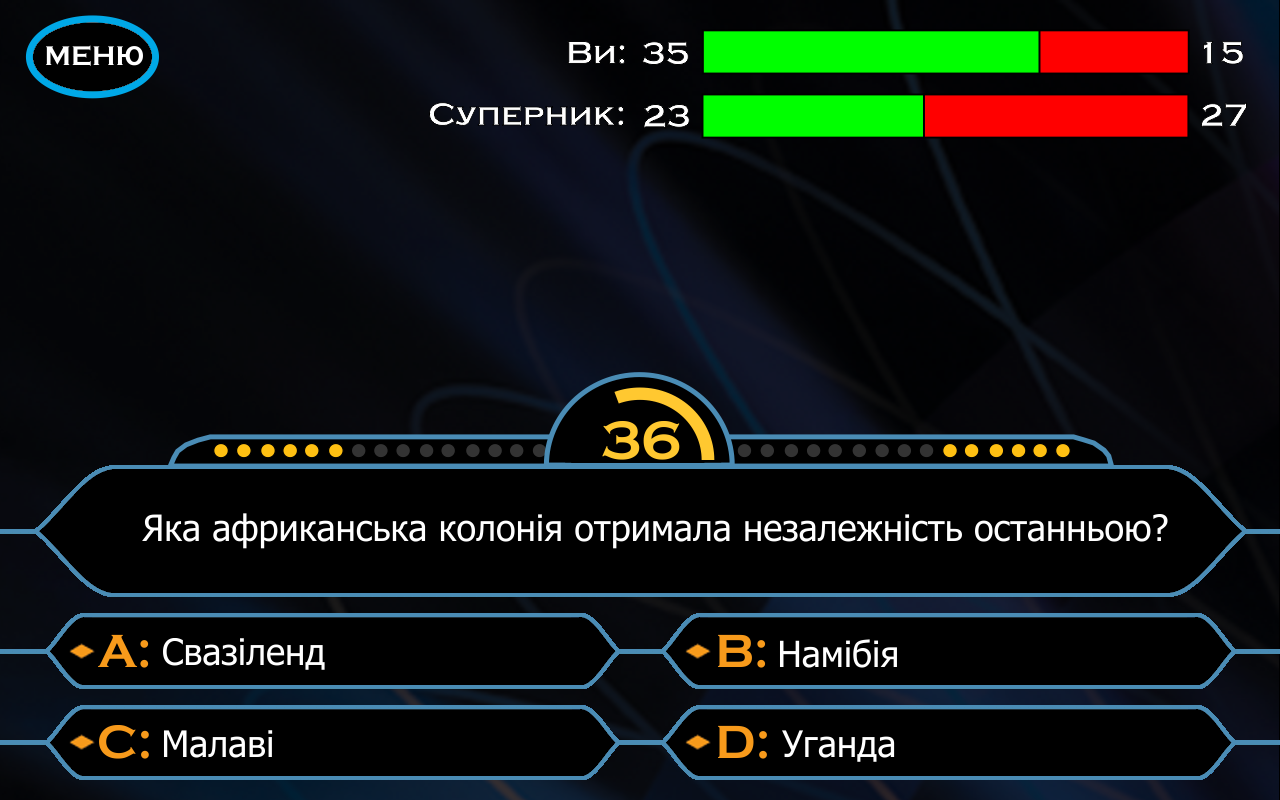 МЕНЮ
Ви: 35 15
Суперник: 23 27
36
Яка африканська колонія отримала незалежність останньою?
A: Свазіленд
B: Намібія
C: Малаві
D: Уганда